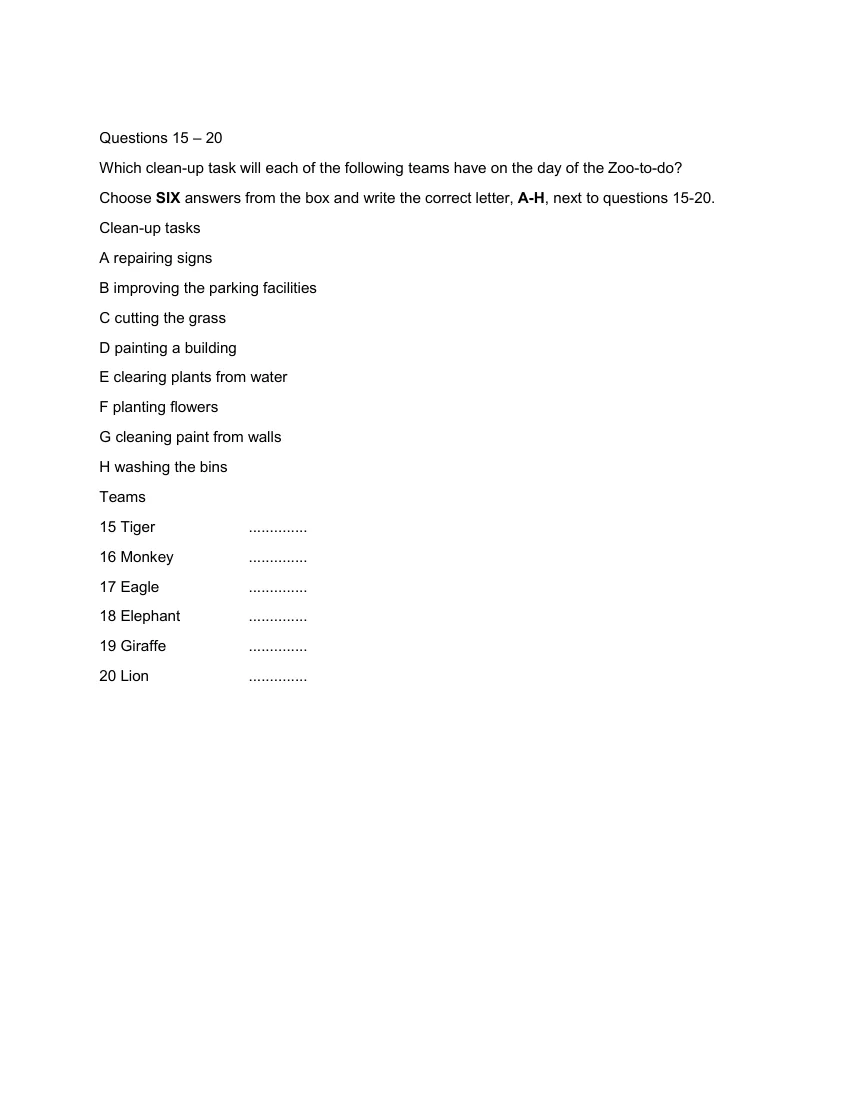 Questions 15 – 20
Which clean-up task will each of the following teams have on the day of the Zoo-to-do?
Choose SIX answers from the box and write the correct letter, A-H, next to questions 15-20.
Clean-up tasks
A repairing signs
B improving the parking facilities
C cutting the grass
D painting a building
E clearing plants from water
F planting flowers
G cleaning paint from walls
H washing the bins
Teams
15 Tiger ..............
16 Monkey ..............
17 Eagle ..............
18 Elephant ..............
19 Giraffe ..............
20 Lion ..............